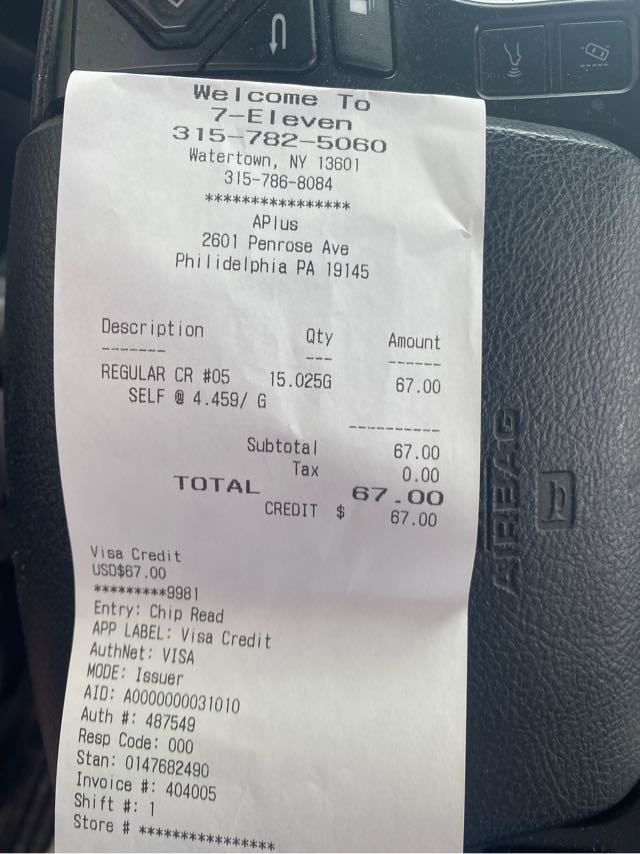 Welcome To
7-Eleven
315-782-5060
Watertown, NY 13601
315-786-8084
****************
APlus
2601 Penrose Ave
Philidelphia PA 19145
Description Qty Amount
------- --- ------
REGULAR CR #05 15.025G 67.00
SELF @ 4.459/ G
----------
Subtotal 67.00
Tax 0.00
TOTAL 67.00
CREDIT $ 67.00
Visa Credit
USD$67.00
*********9981
Entry: Chip Read
APP LABEL: Visa Credit
AuthNet: VISA
MODE: Issuer
AID: A0000000031010
Auth #: 487549
Resp Code: 000
Stan: 0147682490
Invoice #: 404005
Shift #: 1
Store # ****************
AIRBAG